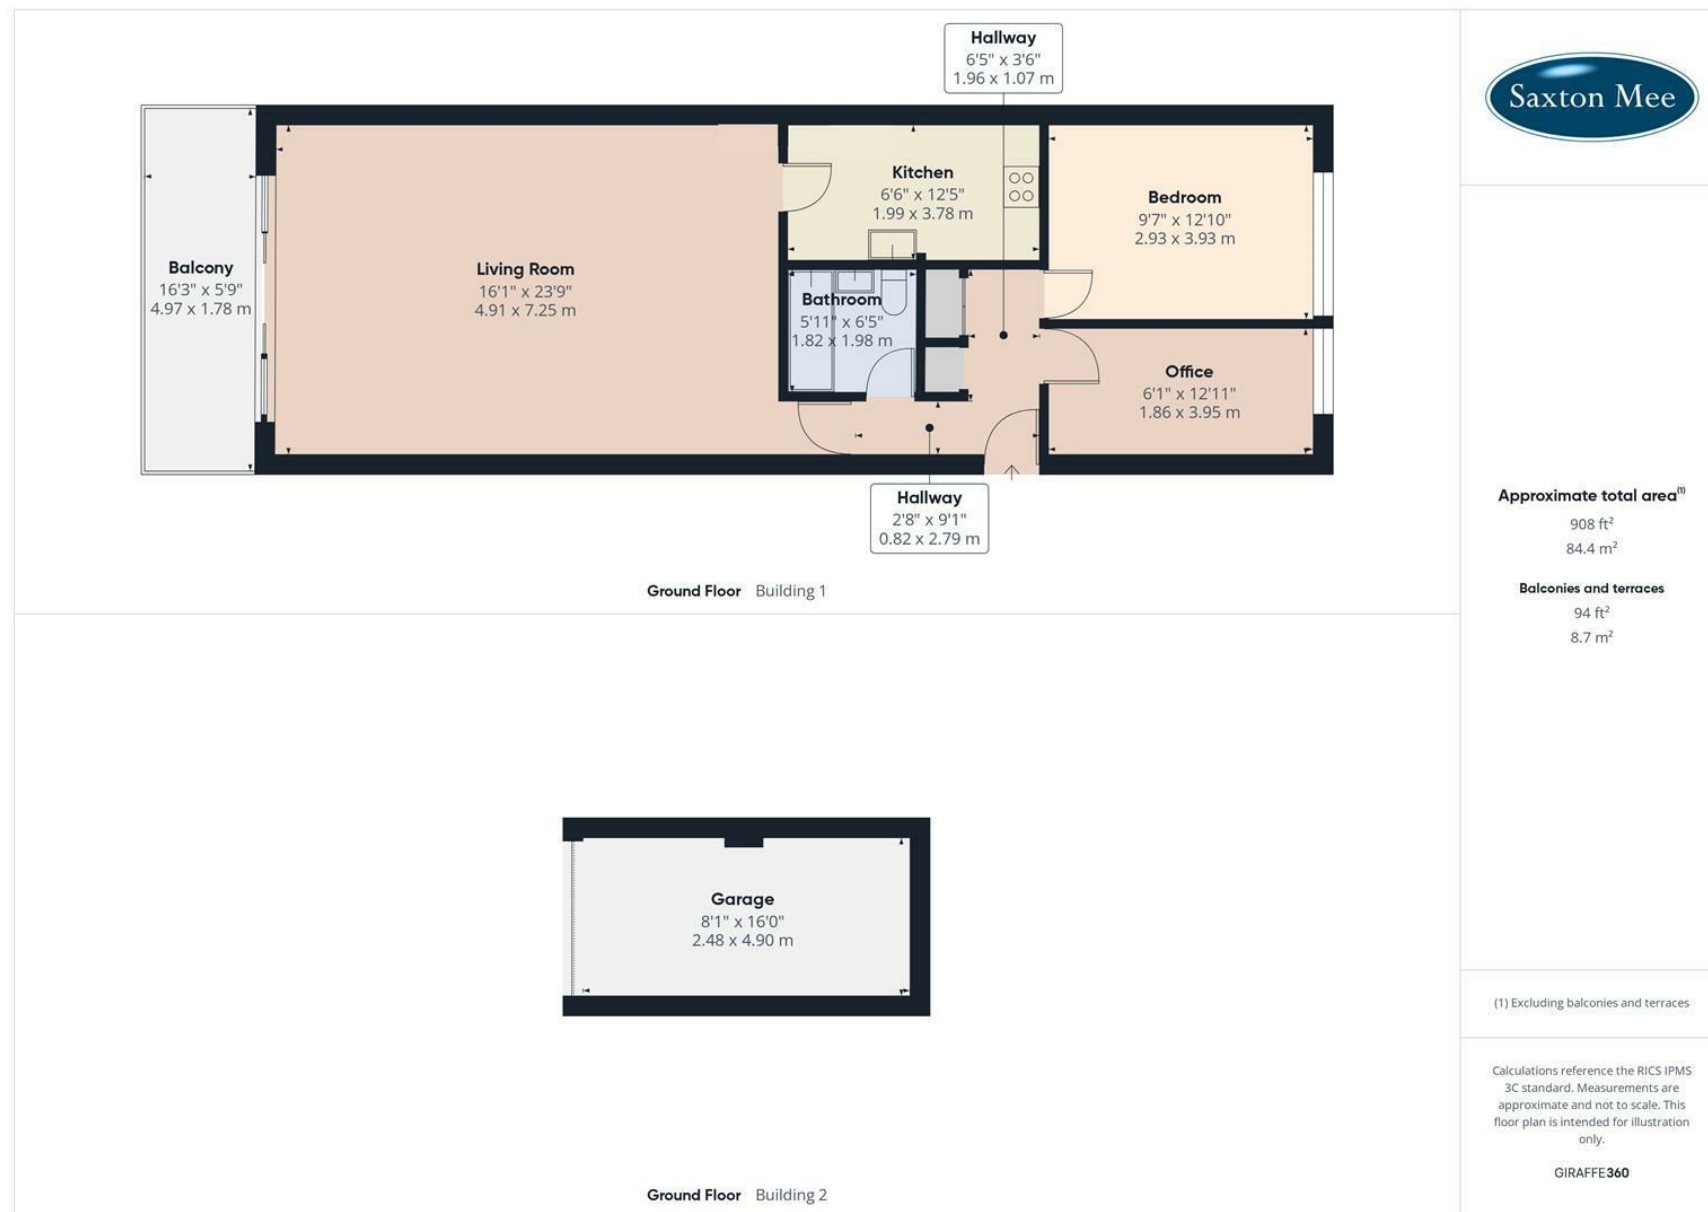 Hallway
6'5" x 3'6"
1.96 x 1.07 m
Saxton Mee
Kitchen
6'6" x 12'5"
1.99 x 3.78 m
Bedroom
9'7" x 12'10"
2.93 x 3.93 m
Balcony
16'3" x 5'9"
4.97 x 1.78 m
Living Room
16'1" x 23'9"
4.91 x 7.25 m
Bathroom
5'11" x 6'5"
1.82 x 1.98 m
Office
6'1" x 12'11"
1.86 x 3.95 m
Hallway
2'8" x 9'1"
0.82 x 2.79 m
Ground Floor Building 1
Approximate total area(1)
908 ft²
84.4 m²
Balconies and terraces
94 ft²
8.7 m²
Garage
8'1" x 16'0"
2.48 x 4.90 m
Ground Floor Building 2
(1) Excluding balconies and terraces
Calculations reference the RICS IPMS
3C standard. Measurements are
approximate and not to scale. This
floor plan is intended for illustration
only.
GIRAFFE360